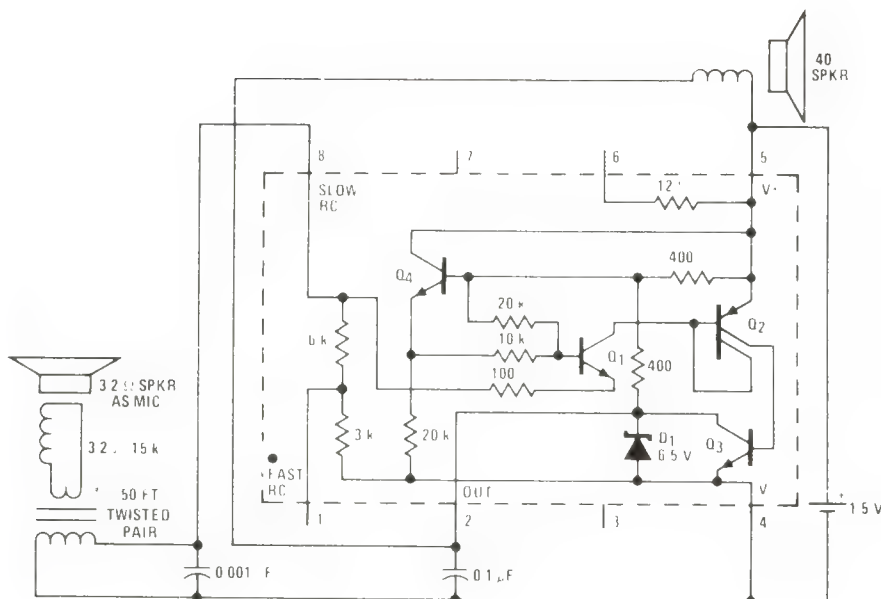 40
SPKR
8
7
6
5
SLOW
RC
12
V+
400
Q4
20 k
Q2
10 k
Q1
6 k
100
400
32Ω SPKR
AS MIC
3 k
20 k
D1
6 5 V
Q3
32 15 k
FAST
RC
50 FT
TWISTED
PAIR
OUT
V
1
2
3
4
+
1 5 V
0 001 F
0 1 μF